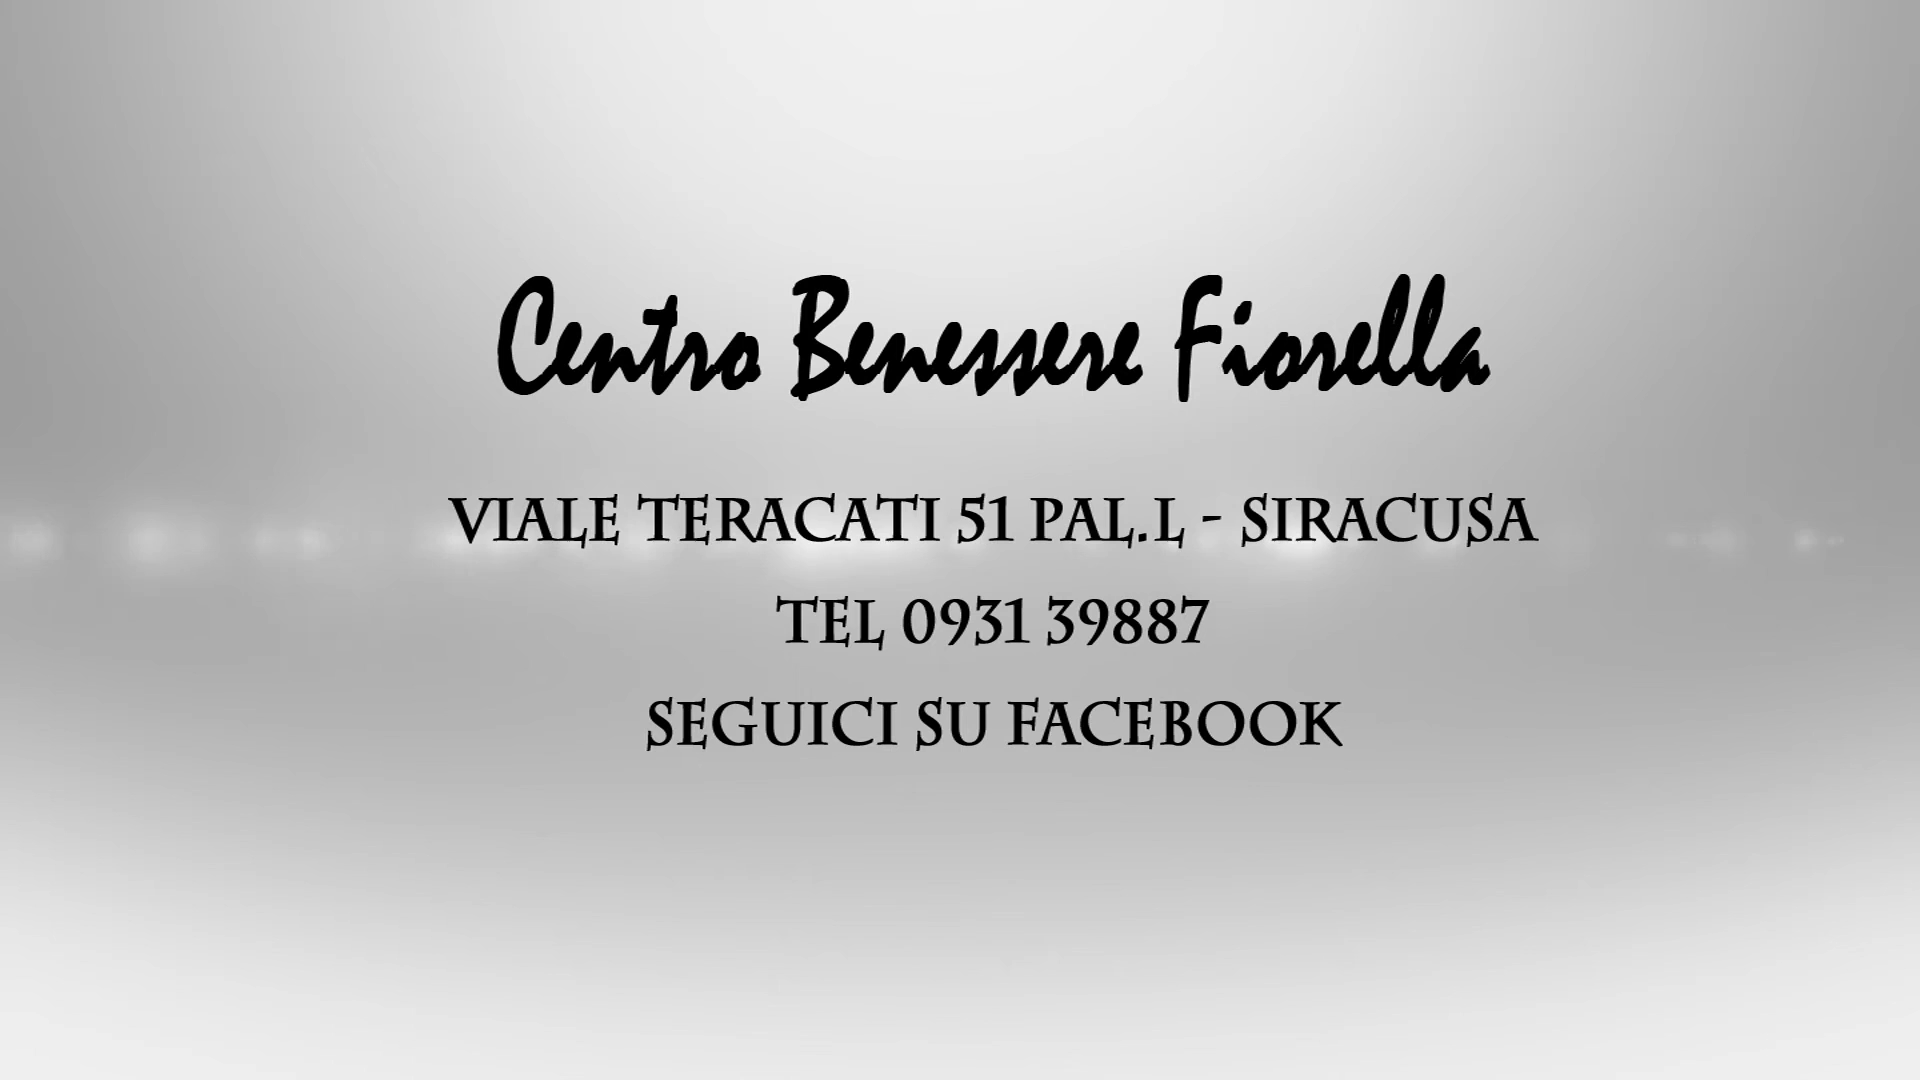 Centro Benessere Fiorella
VIALE TERACATI 51 PAL.L - SIRACUSA
TEL 0931 39887
SEGUICI SU FACEBOOK